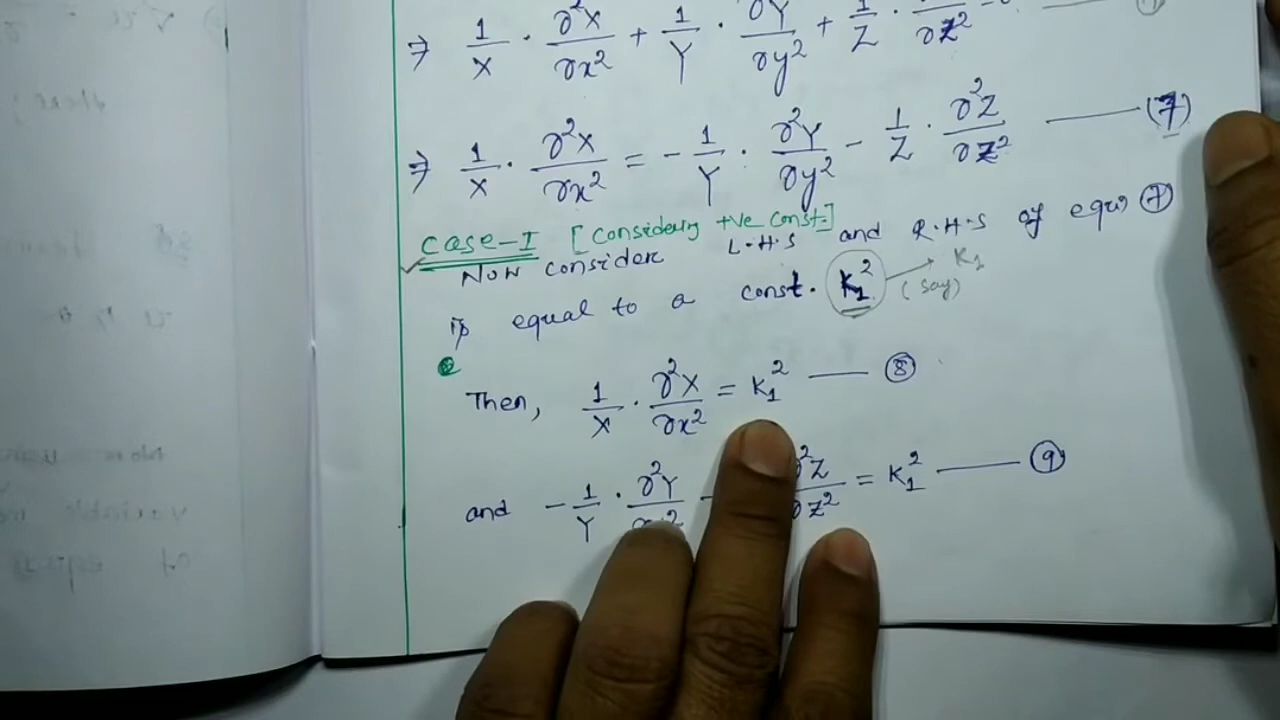 ⇒ 1/X · ∂²X/∂x² + 1/Y · ∂Y/∂y² + 1/Z · /∂z²
⇒ 1/X · ∂²X/∂x² = - 1/Y · ∂²Y/∂y² - 1/Z · ∂²Z/∂z² —— (7)
Case-I [Considering +ve const.]
Now consider L.H.S and R.H.S of eqn (7)
is equal to a const. K₁² (say) → K₁
Then, 1/X · ∂²X/∂x² = K₁² —— (8)
and - 1/Y · ∂²Y/ - ∂²Z/∂z² = K₁² —— (9)